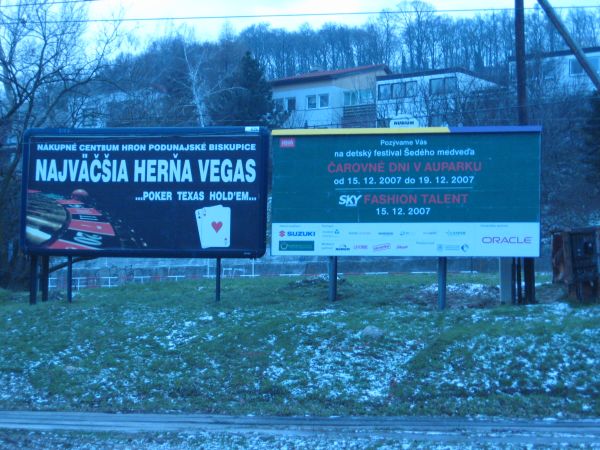 NÁKUPNÉ CENTRUM HRON PODUNAJSKÉ BISKUPICE
NAJVÄČŠIA HERŇA VEGAS
...POKER TEXAS HOLD'EM...
Pozývame Vás
na detský festival Šedého medveďa
ČAROVNÉ DNI V AUPARKU
od 15. 12. 2007 do 19. 12. 2007
SKY FASHION TALENT
15. 12. 2007
SUZUKI
ORACLE